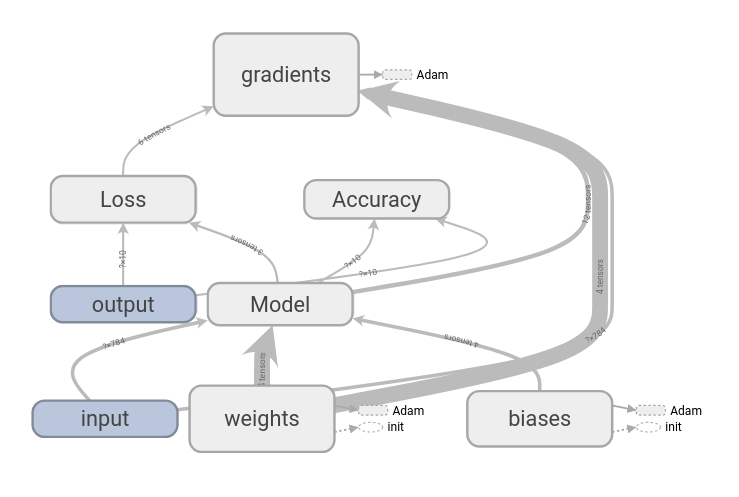 gradients
Adam
6 tensors
Loss
Accuracy
12 tensors
3 tensors
?×10
?×10
?×10
4 tensors
output
Model
?×784
?×784
4 tensors
tensors
input
weights
Adam
init
biases
Adam
init